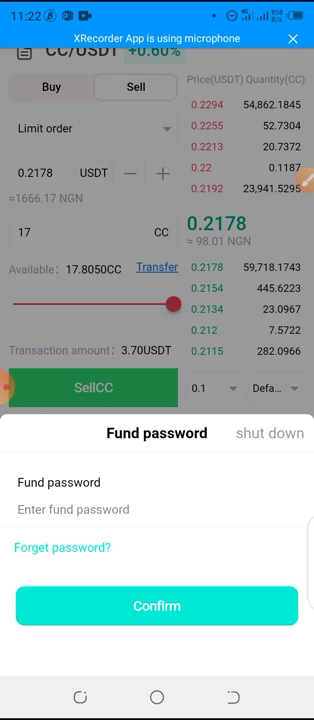 11:22
XRecorder App is using microphone
CC/USDT +0.60%
Buy Sell
Price(USDT) Quantity(CC)
Limit order
0.2294 54,862.1845
0.2255 52.7304
0.2213 20.7372
0.22 0.1187
0.2192 23,941.5295
0.2178 USDT
≈1666.17 NGN
0.2178
≈ 98.01 NGN
17 CC
Available： 17.8050CC Transfer
0.2178 59,718.1743
0.2154 445.6223
0.2134 23.0967
0.212 7.5722
0.2115 282.0966
Transaction amount： 3.70USDT
SellCC
0.1 Defa...
Fund password shut down
Fund password
Enter fund password
Forget password?
Confirm